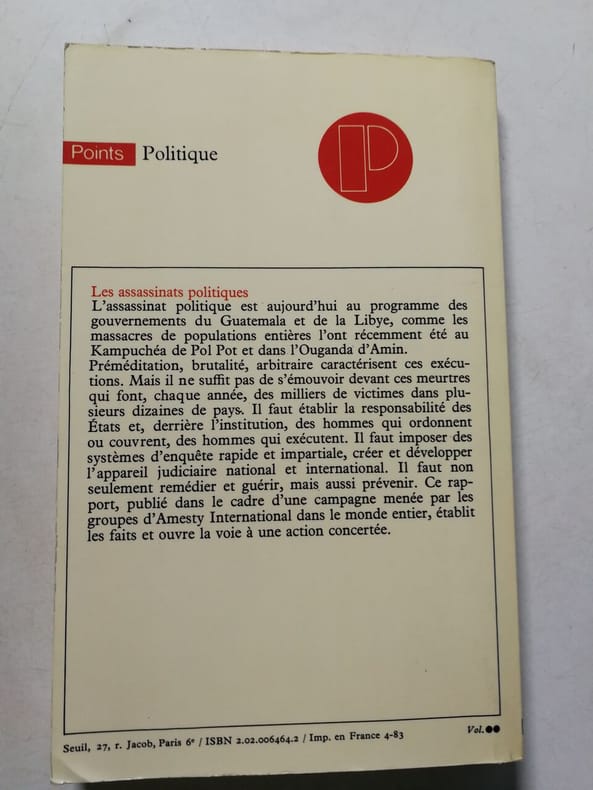 Points Politique
P
Les assassinats politiques
L'assassinat politique est aujourd'hui au programme des
gouvernements du Guatemala et de la Libye, comme les
massacres de populations entières l'ont récemment été au
Kampuchéa de Pol Pot et dans l'Ouganda d'Amin.
Préméditation, brutalité, arbitraire caractérisent ces exécu-
tions. Mais il ne suffit pas de s'émouvoir devant ces meurtres
qui font, chaque année, des milliers de victimes dans plu-
sieurs dizaines de pays. Il faut établir la responsabilité des
États et, derrière l'institution, des hommes qui ordonnent
ou couvrent, des hommes qui exécutent. Il faut imposer des
systèmes d'enquête rapide et impartiale, créer et développer
l'appareil judiciaire national et international. Il faut non
seulement remédier et guérir, mais aussi prévenir. Ce rap-
port, publié dans le cadre d'une campagne menée par les
groupes d'Amesty International dans le monde entier, établit
les faits et ouvre la voie à une action concertée.
Seuil, 27, r. Jacob, Paris 6e / ISBN 2.02.006464.2 / Imp. en France 4-83
Vol.●●